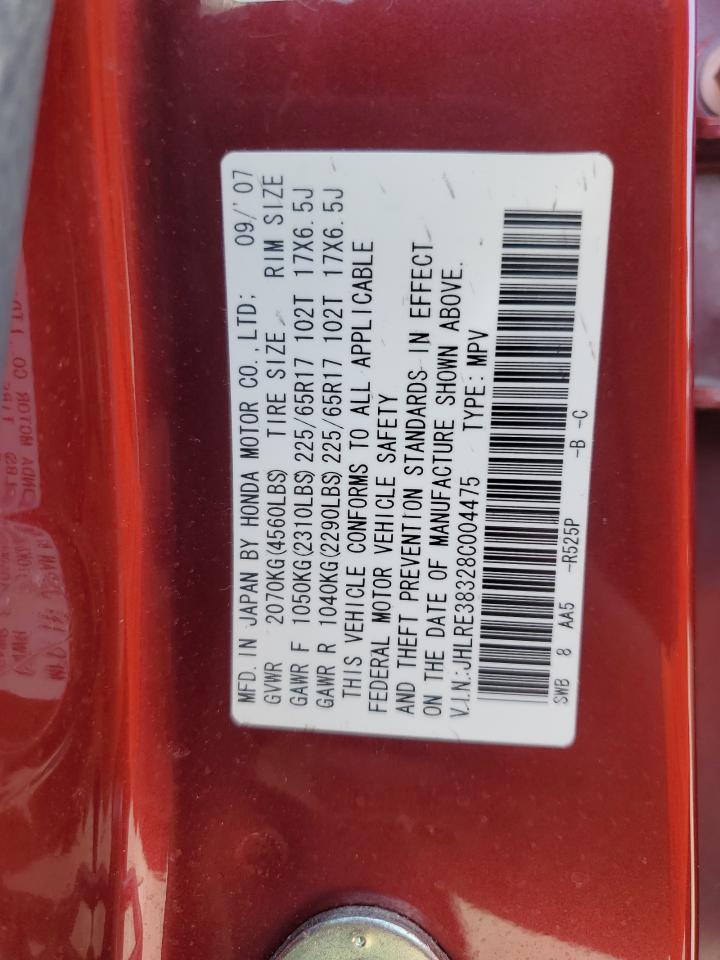 MFD. IN JAPAN BY HONDA MOTOR CO., LTD; 09/'07
GVWR 2070KG(4560LBS) TIRE SIZE RIM SIZE
GAWR F 1050KG(2310LBS) 225/65R17 102T 17X6.5J
GAWR R 1040KG(2290LBS) 225/65R17 102T 17X6.5J
THIS VEHICLE CONFORMS TO ALL APPLICABLE
FEDERAL MOTOR VEHICLE SAFETY
AND THEFT PREVENTION STANDARDS IN EFFECT
ON THE DATE OF MANUFACTURE SHOWN ABOVE.
V.I.N.:JHLRE38328C004475 TYPE: MPV
SWB 8 AA5 -R525P -B -C